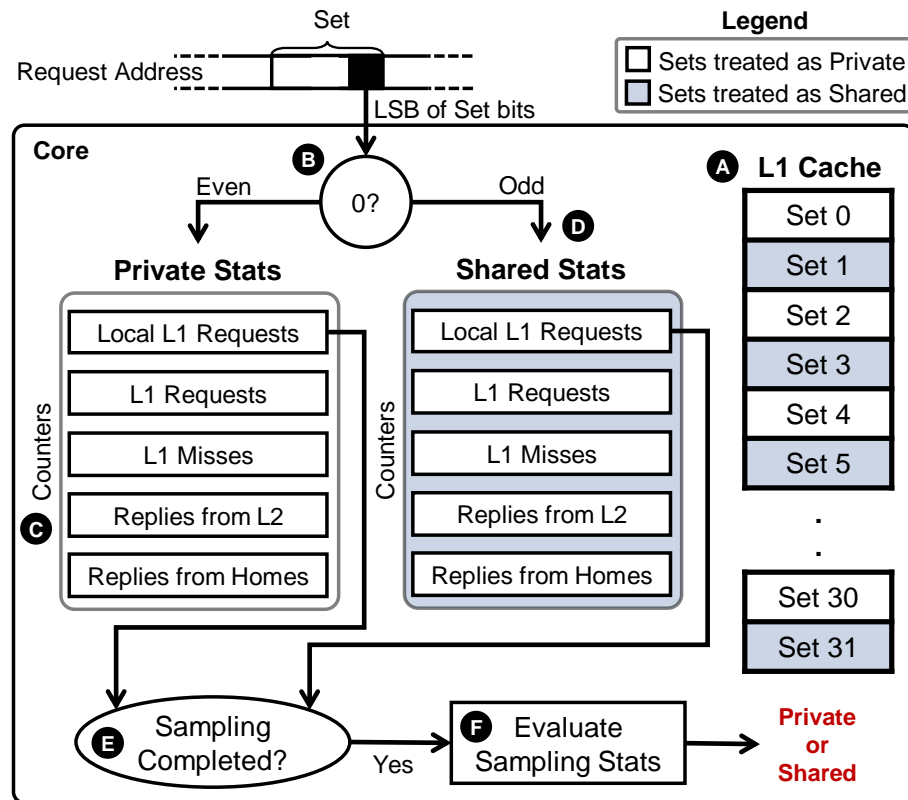 Set
Request Address
LSB of Set bits
Legend
Sets treated as Private
Sets treated as Shared
Core
B
0?
Even
Odd
D
A
L1 Cache
Set 0
Set 1
Set 2
Set 3
Set 4
Set 5
.
.
Set 30
Set 31
Private Stats
Local L1 Requests
L1 Requests
L1 Misses
Replies from L2
Replies from Homes
Counters
C
Shared Stats
Local L1 Requests
L1 Requests
L1 Misses
Replies from L2
Replies from Homes
Counters
E
Sampling
Completed?
Yes
F
Evaluate
Sampling Stats
Private
or
Shared